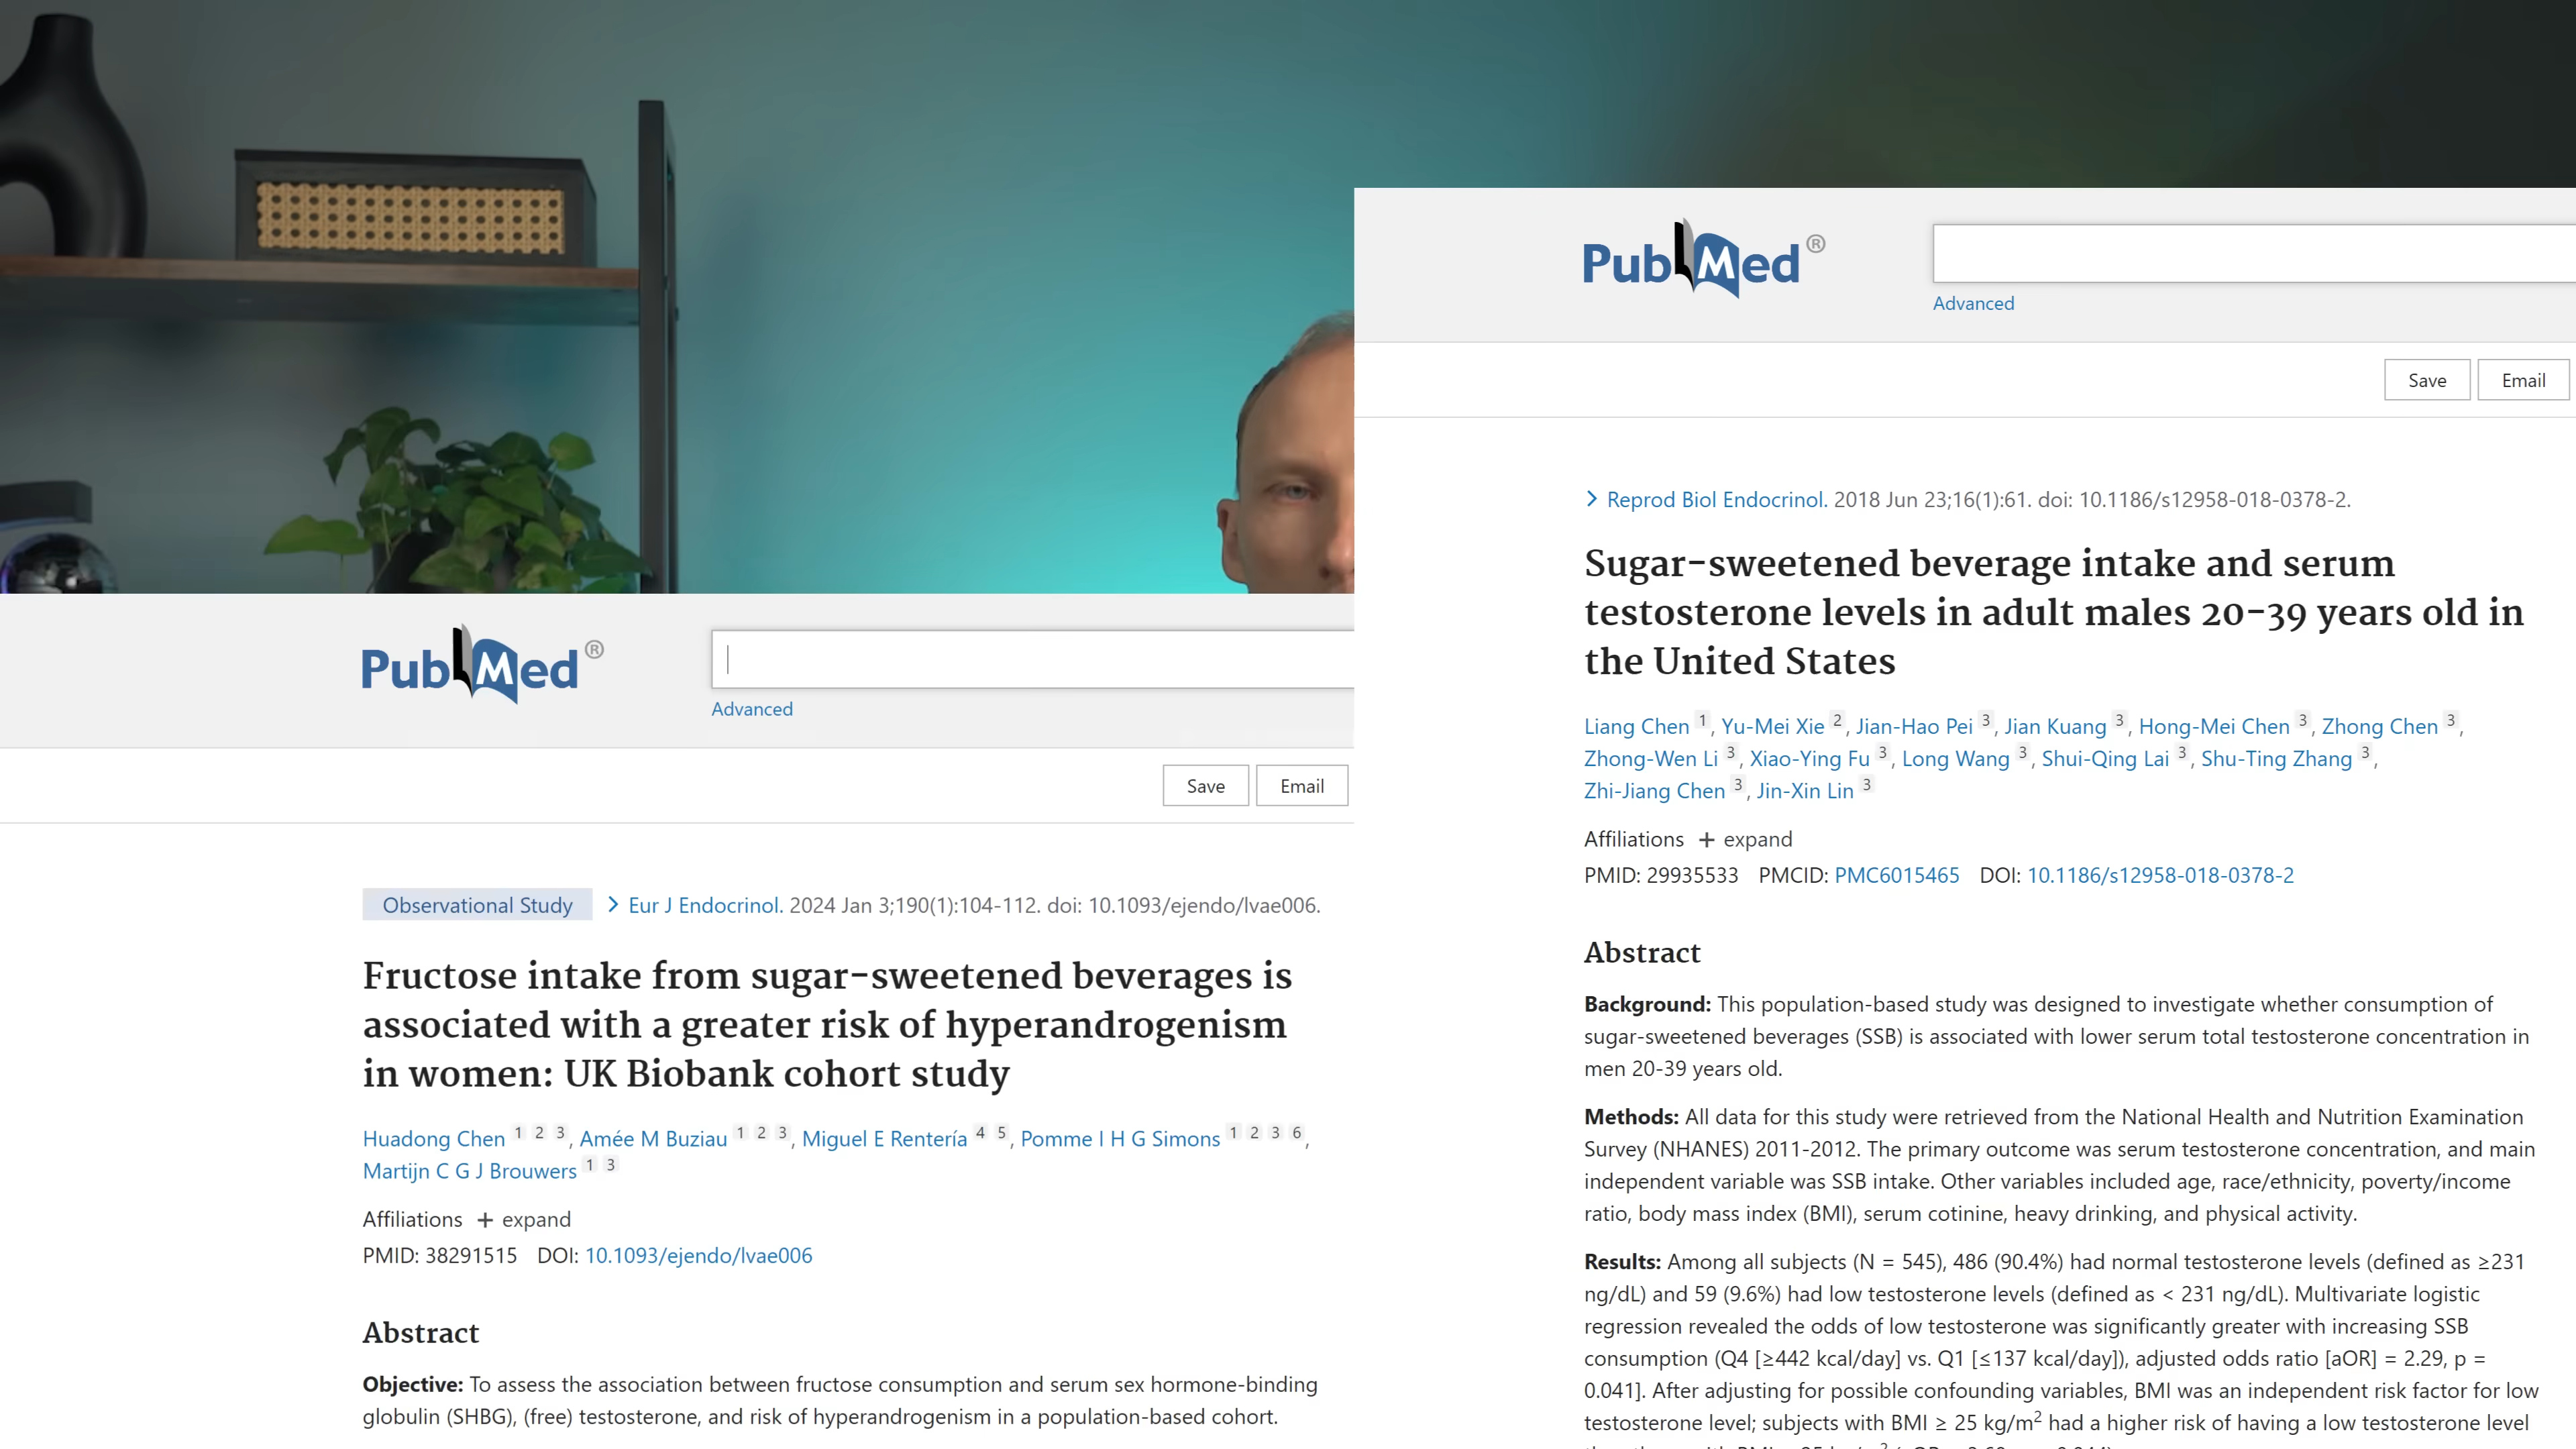 PubMed®
Advanced
Save
Email
Observational Study
Eur J Endocrinol. 2024 Jan 3;190(1):104-112. doi: 10.1093/ejendo/lvae006.
Fructose intake from sugar-sweetened beverages is
associated with a greater risk of hyperandrogenism
in women: UK Biobank cohort study
Huadong Chen 1 2 3, Amée M Buziau 1 2 3, Miguel E Rentería 4 5, Pomme I H G Simons 1 2 3 6,
Martijn C G J Brouwers 1 3
Affiliations + expand
PMID: 38291515 DOI: 10.1093/ejendo/lvae006
Abstract
Objective: To assess the association between fructose consumption and serum sex hormone-binding
globulin (SHBG), (free) testosterone, and risk of hyperandrogenism in a population-based cohort.
PubMed®
Advanced
Save
Email
Reprod Biol Endocrinol. 2018 Jun 23;16(1):61. doi: 10.1186/s12958-018-0378-2.
Sugar-sweetened beverage intake and serum
testosterone levels in adult males 20-39 years old in
the United States
Liang Chen 1, Yu-Mei Xie 2, Jian-Hao Pei 3, Jian Kuang 3, Hong-Mei Chen 3, Zhong Chen 3,
Zhong-Wen Li 3, Xiao-Ying Fu 3, Long Wang 3, Shui-Qing Lai 3, Shu-Ting Zhang 3,
Zhi-Jiang Chen 3, Jin-Xin Lin 3
Affiliations + expand
PMID: 29935533 PMCID: PMC6015465 DOI: 10.1186/s12958-018-0378-2
Abstract
Background: This population-based study was designed to investigate whether consumption of
sugar-sweetened beverages (SSB) is associated with lower serum total testosterone concentration in
men 20-39 years old.
Methods: All data for this study were retrieved from the National Health and Nutrition Examination
Survey (NHANES) 2011-2012. The primary outcome was serum testosterone concentration, and main
independent variable was SSB intake. Other variables included age, race/ethnicity, poverty/income
ratio, body mass index (BMI), serum cotinine, heavy drinking, and physical activity.
Results: Among all subjects (N = 545), 486 (90.4%) had normal testosterone levels (defined as ≥231
ng/dL) and 59 (9.6%) had low testosterone levels (defined as < 231 ng/dL). Multivariate logistic
regression revealed the odds of low testosterone was significantly greater with increasing SSB
consumption (Q4 [≥442 kcal/day] vs. Q1 [≤137 kcal/day]), adjusted odds ratio [aOR] = 2.29, p =
0.041]. After adjusting for possible confounding variables, BMI was an independent risk factor for low
testosterone level; subjects with BMI ≥ 25 kg/m2 had a higher risk of having a low testosterone level